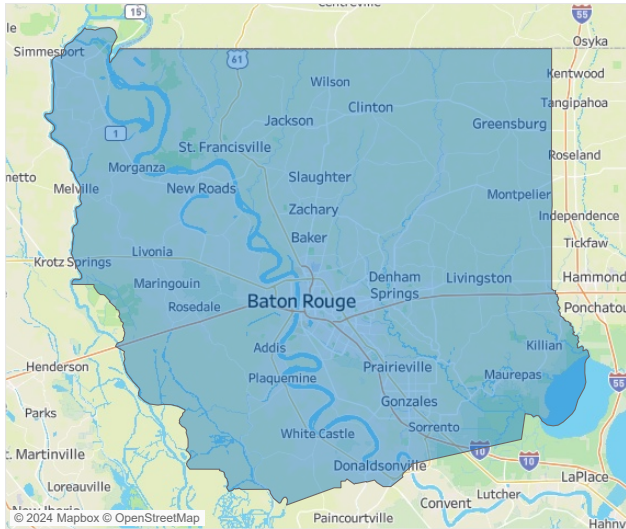 Centreville
15
55
Osyka
Simmesport
61
Kentwood
Wilson
Clinton
Tangipahoa
Jackson
Greensburg
1
St. Francisville
Roseland
Morganza
netto
Melville
New Roads
Slaughter
Montpelier
Zachary
Independence
Baker
Tickfaw
Livonia
Krotz Springs
Denham
Springs
Livingston
Hammond
Maringouin
Baton Rouge
Rosedale
Ponchatou
Addis
Killian
Henderson
Prairieville
Plaquemine
Maurepas
55
Gonzales
Parks
White Castle
Sorrento
10
t. Martinville
10
Donaldsonville
LaPlace
Loreauville
Lutcher
Convent
Paincourtville
Hahnv
© 2024 Mapbox © OpenStreetMap